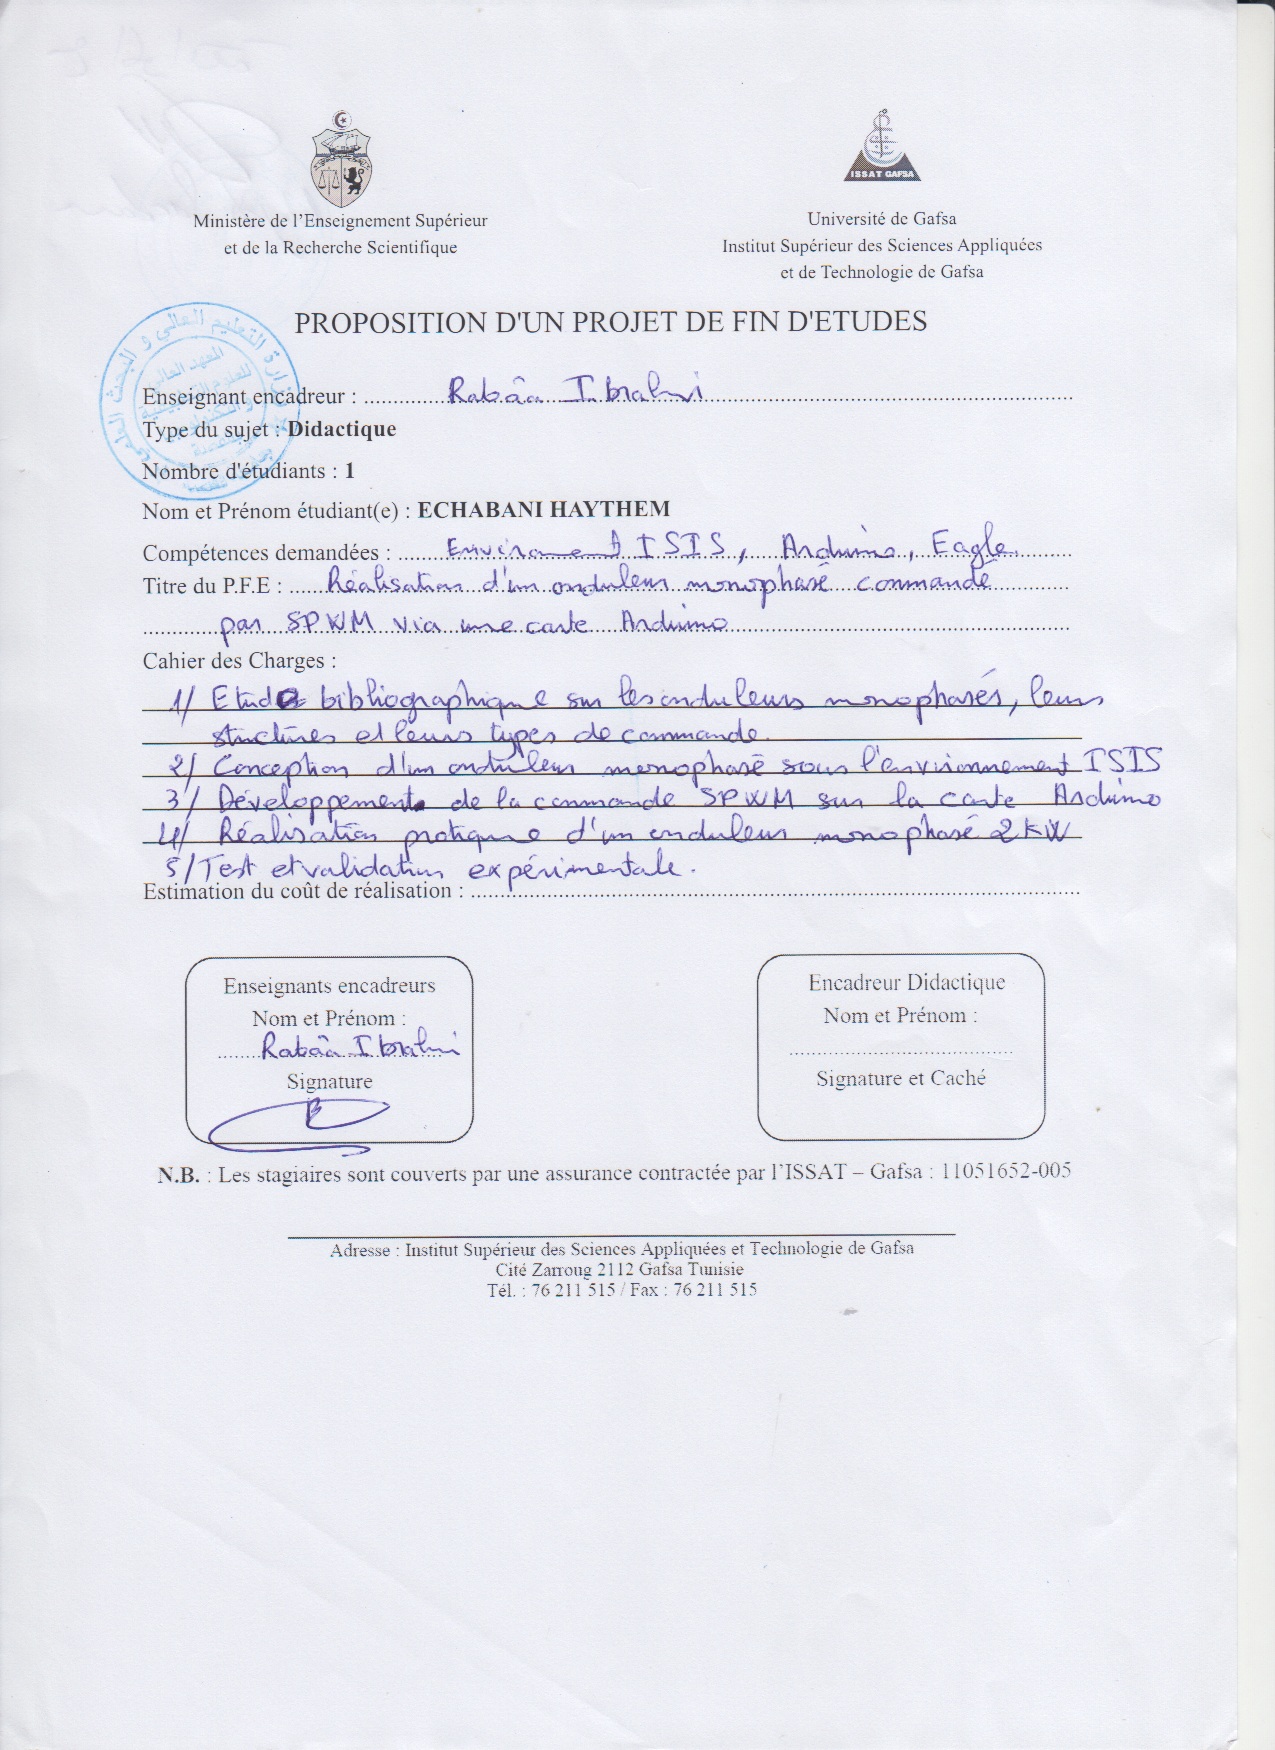 ISSAT GAFSA
Ministère de l'Enseignement Supérieur
et de la Recherche Scientifique
Université de Gafsa
Institut Supérieur des Sciences Appliquées
et de Technologie de Gafsa
PROPOSITION D'UN PROJET DE FIN D'ETUDES
Enseignant encadreur : Rabâa Ibrahmi
Type du sujet : Didactique
Nombre d'étudiants : 1
Nom et Prénom étudiant(e) : ECHABANI HAYTHEM
Compétences demandées : ISIS, Arduino, Eagle.
Titre du P.F.E : Réalisation d'un onduleur monophasé commandé
par SPWM via une carte Arduino
Cahier des Charges :
1/ Etude bibliographique sur les onduleurs monophasés, leurs
structures et leurs types de commande.
2/ Conception d'un onduleur monophasé sous l'environnement ISIS
3/ Développement de la commande SPWM sur la carte Arduino
4/ Réalisation pratique d'un onduleur monophasé 2 kW
5/ Test et validation expérimentale.
Estimation du coût de réalisation :
Enseignants encadreurs
Nom et Prénom :
Rabâa Ibrahmi
Signature
Encadreur Didactique
Nom et Prénom :
Signature et Caché
N.B. : Les stagiaires sont couverts par une assurance contractée par l'ISSAT – Gafsa : 11051652-005
Adresse : Institut Supérieur des Sciences Appliquées et Technologie de Gafsa
Cité Zarroug 2112 Gafsa Tunisie
Tél. : 76 211 515 / Fax : 76 211 515